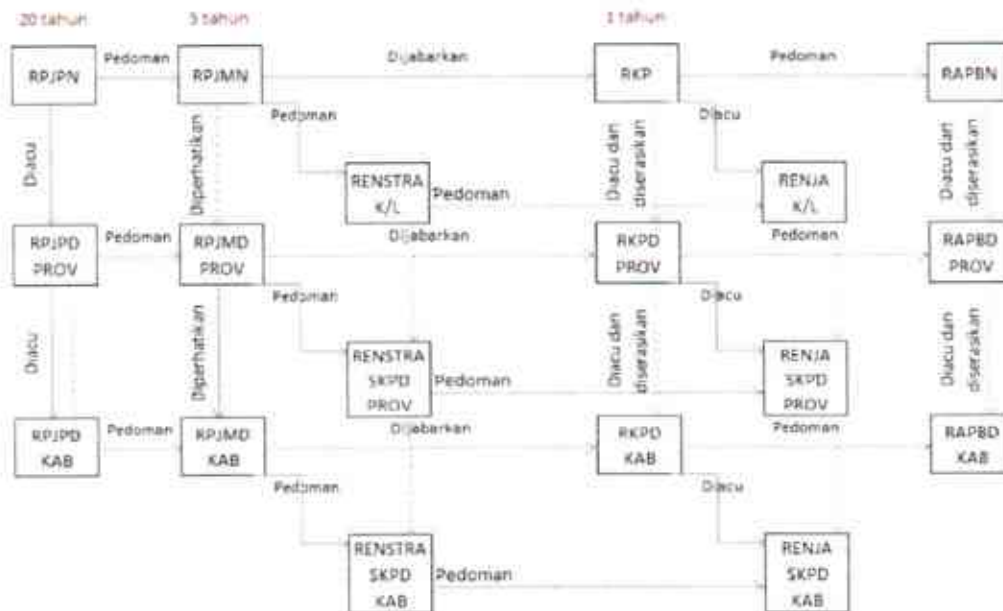 20 tahun
5 tahun
1 tahun
RPJPN
Pedoman
RPJMN
Dijabarkan
RKP
Pedoman
RAPBN
Diacu
Diperhatikan
Pedoman
RENSTRA
K/L
Pedoman
Diacu dan
diserasikan
Diacu
RENJA
K/L
Diacu dan
diserasikan
RPJPD
PROV
Pedoman
RPJMD
PROV
Dijabarkan
RKPD
PROV
Pedoman
RAPBD
PROV
Diacu
Diperhatikan
Pedoman
RENSTRA
SKPD
PROV
Pedoman
Diacu dan
diserasikan
Diacu
RENJA
SKPD
PROV
Diacu dan
diserasikan
RPJPD
KAB
Pedoman
RPJMD
KAB
Dijabarkan
RKPD
KAB
Pedoman
RAPBD
KAB
Pedoman
RENSTRA
SKPD
KAB
Pedoman
Diacu
RENJA
SKPD
KAB